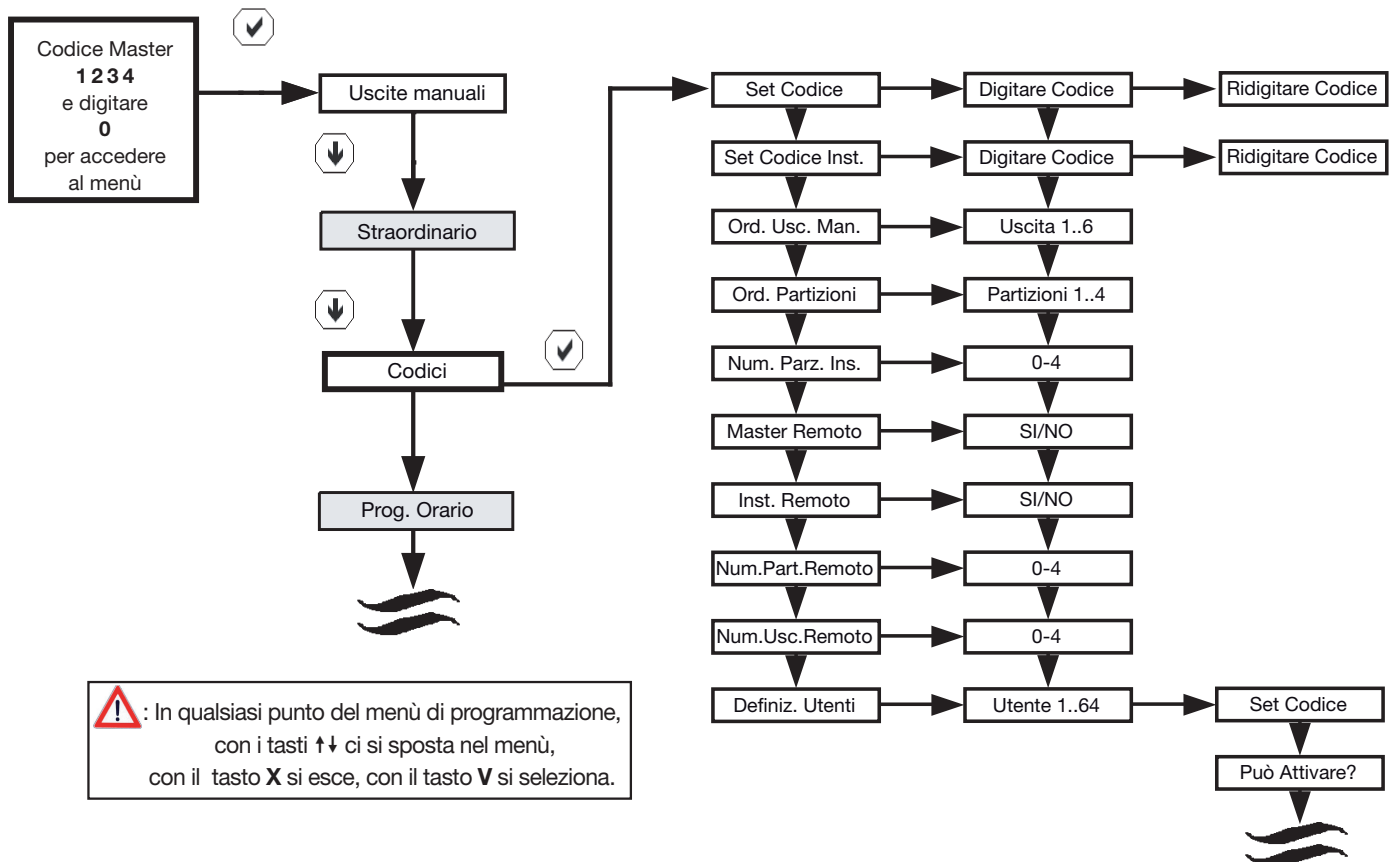 Codice Master
1 2 3 4
e digitare
0
per accedere
al menù
Uscite manuali
Straordinario
Codici
Prog. Orario
Set Codice
Digitare Codice
Ridigitare Codice
Set Codice Inst.
Digitare Codice
Ridigitare Codice
Ord. Usc. Man.
Uscita 1..6
Ord. Partizioni
Partizioni 1..4
Num. Parz. Ins.
0-4
Master Remoto
SI/NO
Inst. Remoto
SI/NO
Num.Part.Remoto
0-4
Num.Usc.Remoto
0-4
Definiz. Utenti
Utente 1..64
Set Codice
Può Attivare?
: In qualsiasi punto del menù di programmazione,
con i tasti ↑↓ ci si sposta nel menù,
con il tasto X si esce, con il tasto V si seleziona.